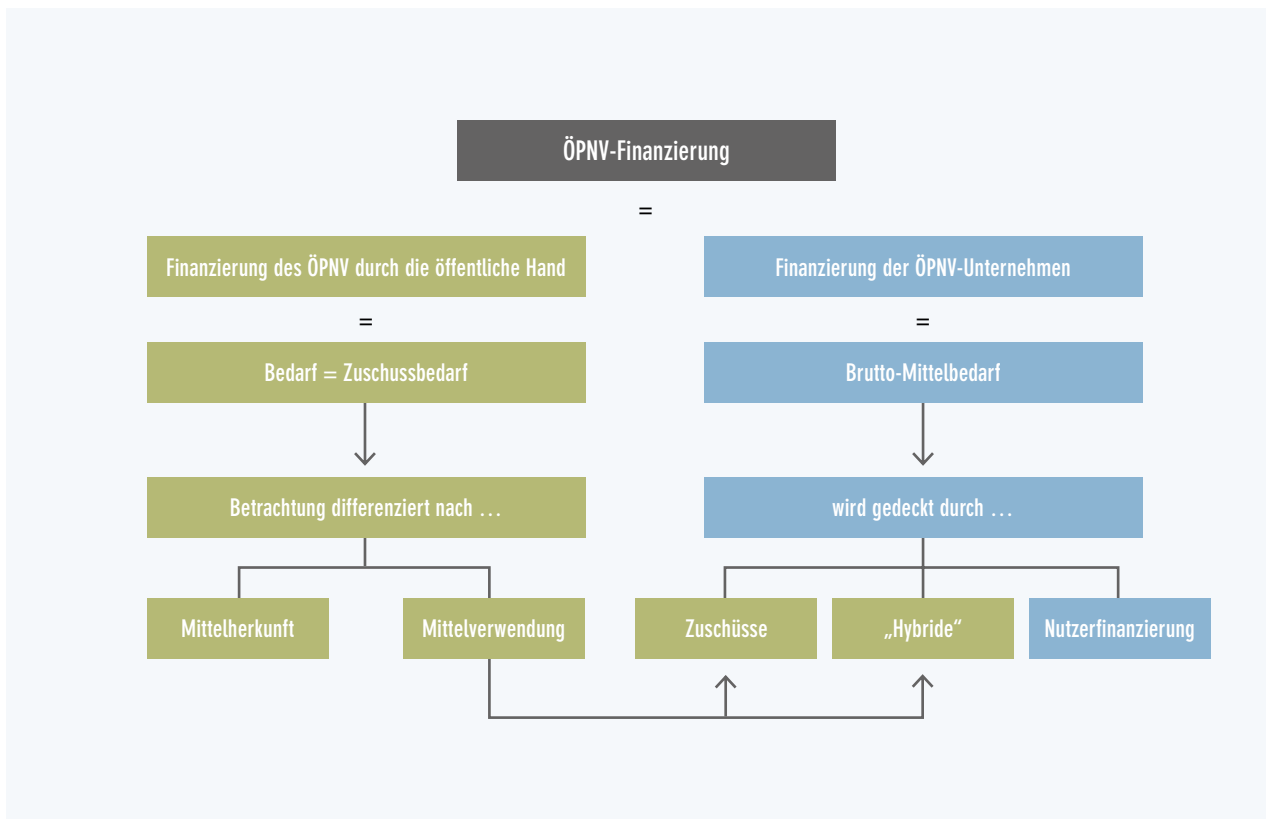 ÖPNV-Finanzierung
=
Finanzierung des ÖPNV durch die öffentliche Hand
Finanzierung der ÖPNV-Unternehmen
=
=
Bedarf = Zuschussbedarf
Brutto-Mittelbedarf
Betrachtung differenziert nach …
wird gedeckt durch …
Mittelherkunft
Mittelverwendung
Zuschüsse
„Hybride“
Nutzerfinanzierung